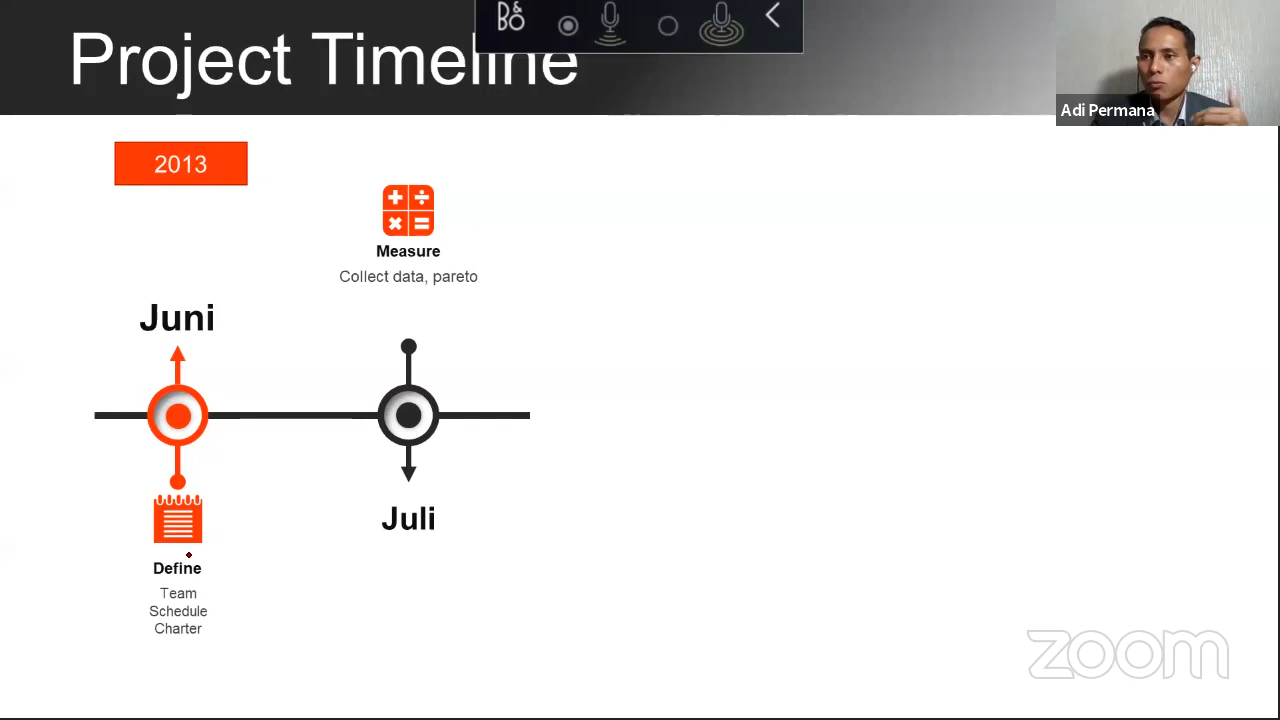 Project Timeline
B&O
Adi Permana
2013
Measure
Collect data, pareto
Juni
Juli
Define
Team
Schedule
Charter
zoom